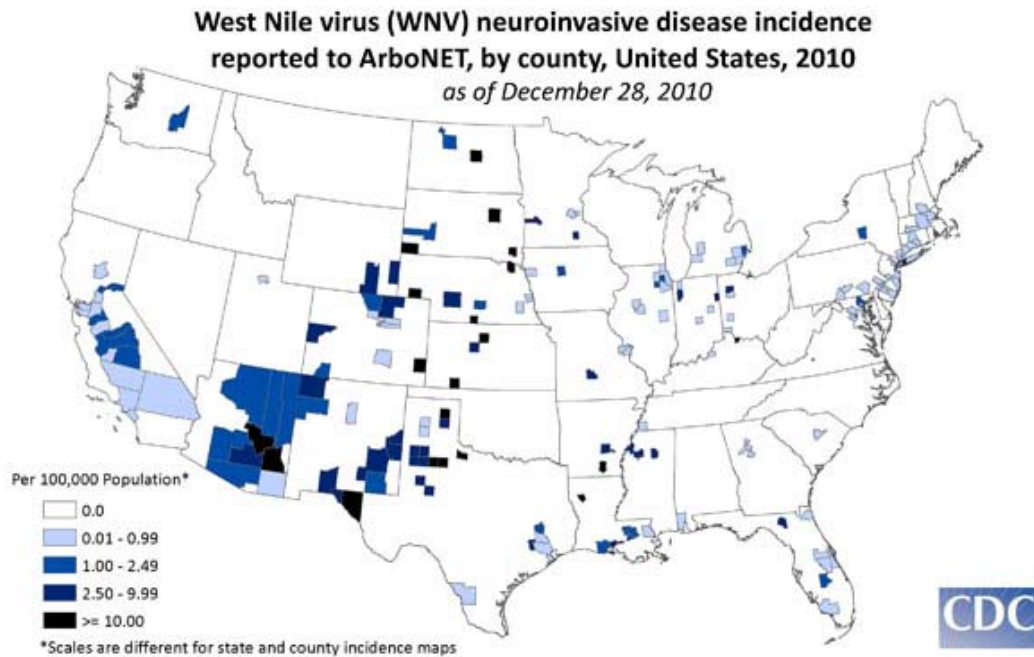 West Nile virus (WNV) neuroinvasive disease incidence
reported to ArboNET, by county, United States, 2010
as of December 28, 2010
Per 100,000 Population*
0.0
0.01 - 0.99
1.00 - 2.49
2.50 - 9.99
>= 10.00
*Scales are different for state and county incidence maps
CDC